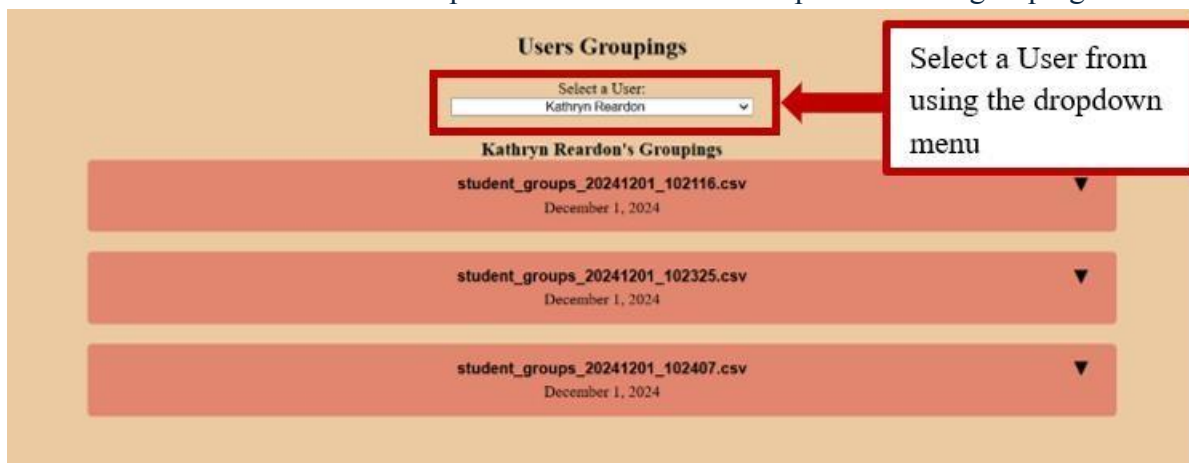 Users Groupings
Select a User:
Kathryn Reardon
Select a User from
using the dropdown
menu
Kathryn Reardon's Groupings
student_groups_20241201_102116.csv
December 1, 2024
student_groups_20241201_102325.csv
December 1, 2024
student_groups_20241201_102407.csv
December 1, 2024